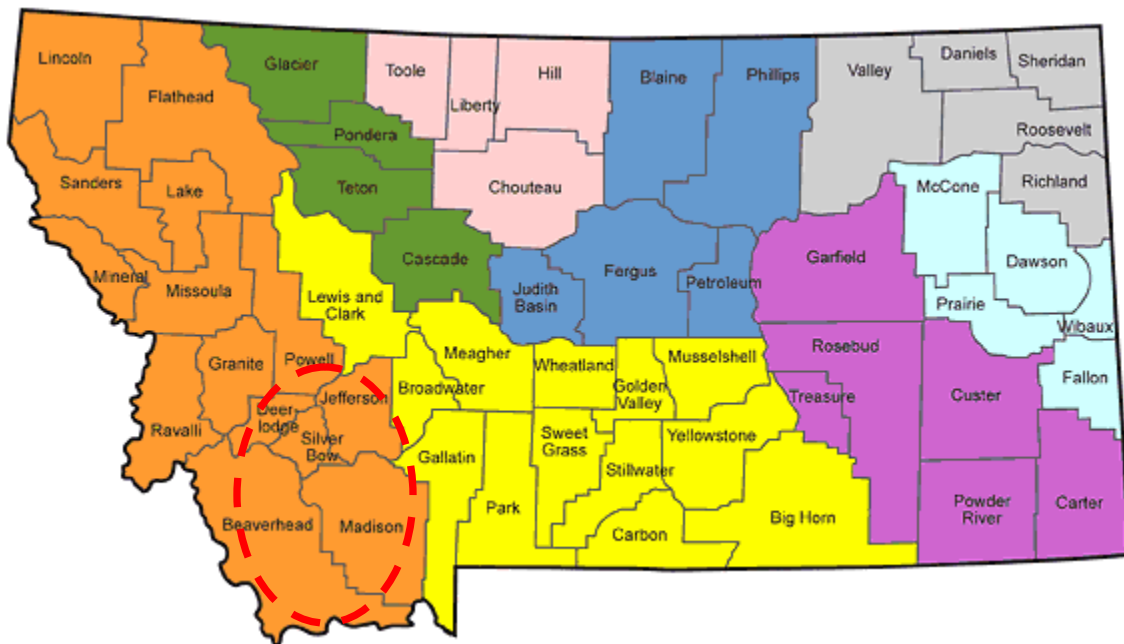 Lincoln
Flathead
Glacier
Toole
Liberty
Hill
Blaine
Phillips
Valley
Daniels
Sheridan
Roosevelt
Pondera
Teton
Chouteau
Sanders
Lake
McCone
Richland
Cascade
Garfield
Dawson
Mineral
Missoula
Lewis and
Clark
Judith
Basin
Fergus
Petroleum
Prairie
Wibaux
Granite
Powell
Meagher
Broadwater
Wheatland
Golden
Valley
Musselshell
Rosebud
Treasure
Custer
Fallon
Ravalli
Deer
lodge
Jefferson
Silver
Bow
Gallatin
Sweet
Grass
Stillwater
Yellowstone
Beaverhead
Madison
Park
Carbon
Big Horn
Powder
River
Carter